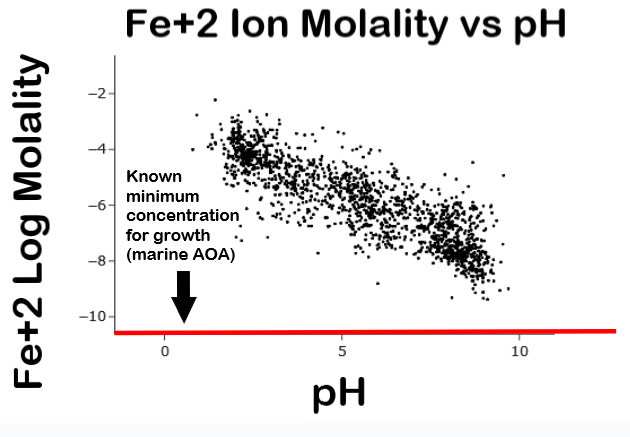 Fe+2 Ion Molality vs pH
Fe+2 Log Molality
−2
−4
−6
−8
−10
Known
minimum
concentration
for growth
(marine AOA)
0
5
10
pH